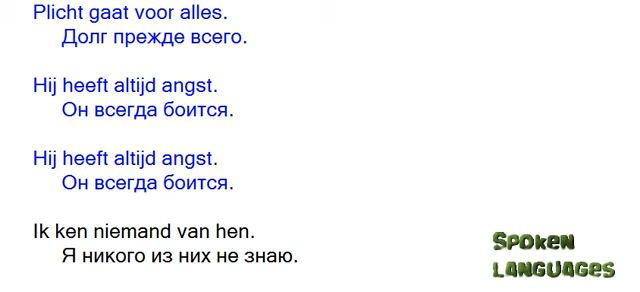 Plicht gaat voor alles.
Долг прежде всего.
Hij heeft altijd angst.
Он всегда боится.
Hij heeft altijd angst.
Он всегда боится.
Ik ken niemand van hen.
Я никого из них не знаю.
Spoken
Languages